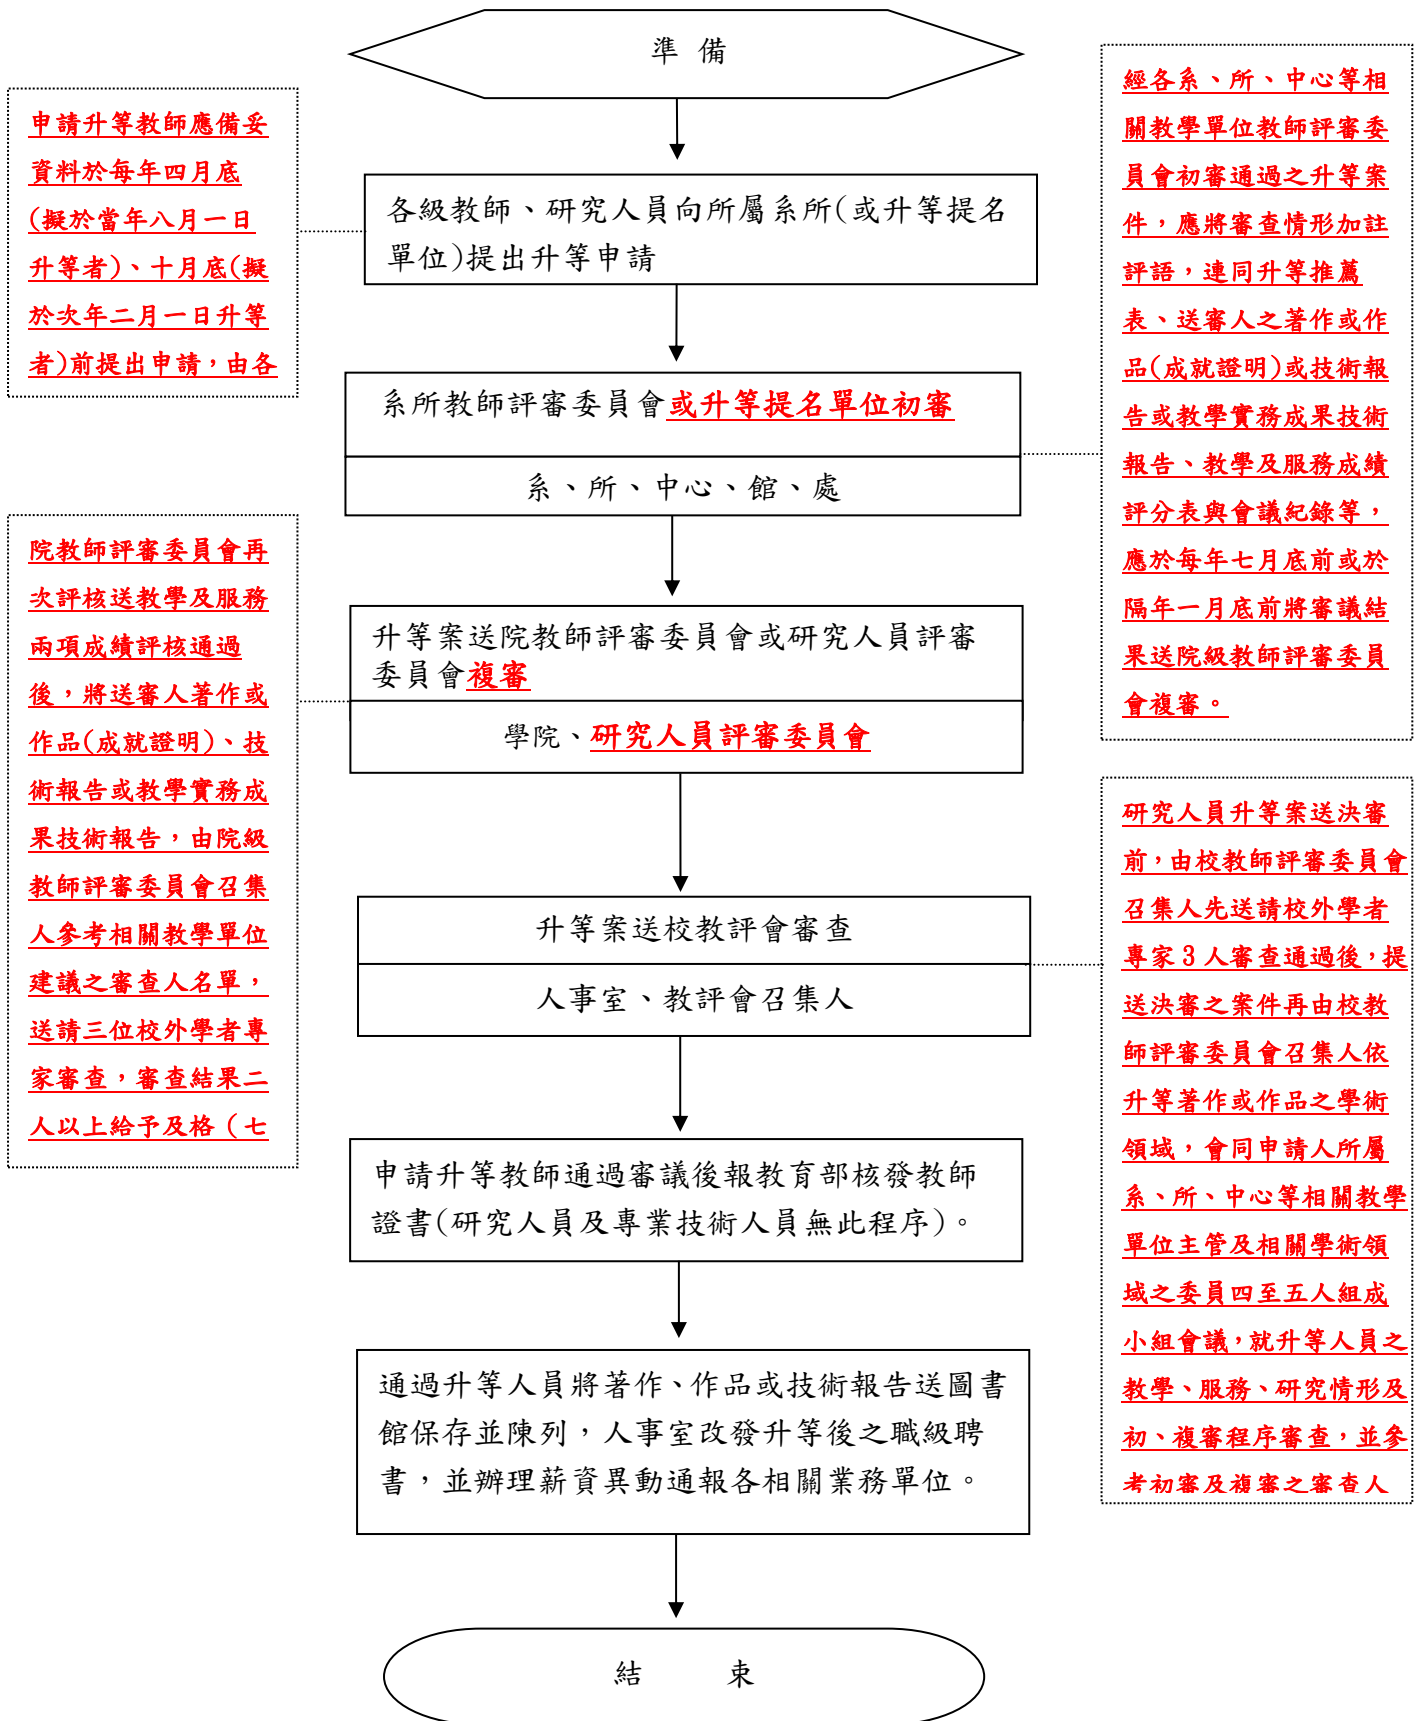 準 備
申請升等教師應備妥
資料於每年四月底
(擬於當年八月一日
升等者)、十月底(擬
於次年二月一日升等
者)前提出申請，由各
各級教師、研究人員向所屬系所(或升等提名
單位)提出升等申請
系所教師評審委員會或升等提名單位初審
系、所、中心、館、處
經各系、所、中心等相
關教學單位教師評審委
員會初審通過之升等案
件，應將審查情形加註
評語，連同升等推薦
表、送審人之著作或作
品(成就證明)或技術報
告或教學實務成果技術
報告、教學及服務成績
評分表與會議紀錄等，
應於每年七月底前或於
隔年一月底前將審議結
果送院級教師評審委員
會複審。
升等案送院教師評審委員會或研究人員評審
委員會複審
學院、研究人員評審委員會
院教師評審委員會再
次評核送教學及服務
兩項成績評核通過
後，將送審人著作或
作品(成就證明)、技
術報告或教學實務成
果技術報告，由院級
教師評審委員會召集
人參考相關教學單位
建議之審查人名單，
送請三位校外學者專
家審查，審查結果二
人以上給予及格（七
升等案送校教評會審查
人事室、教評會召集人
研究人員升等案送決審
前，由校教師評審委員會
召集人先送請校外學者
專家 3 人審查通過後，提
送決審之案件再由校教
師評審委員會召集人依
升等著作或作品之學術
領域，會同申請人所屬
系、所、中心等相關教學
單位主管及相關學術領
域之委員四至五人組成
小組會議，就升等人員之
教學、服務、研究情形及
初、複審程序審查，並參
考初審及複審之審查人
申請升等教師通過審議後報教育部核發教師
證書(研究人員及專業技術人員無此程序)。
通過升等人員將著作、作品或技術報告送圖書
館保存並陳列，人事室改發升等後之職級聘
書，並辦理薪資異動通報各相關業務單位。
結 束